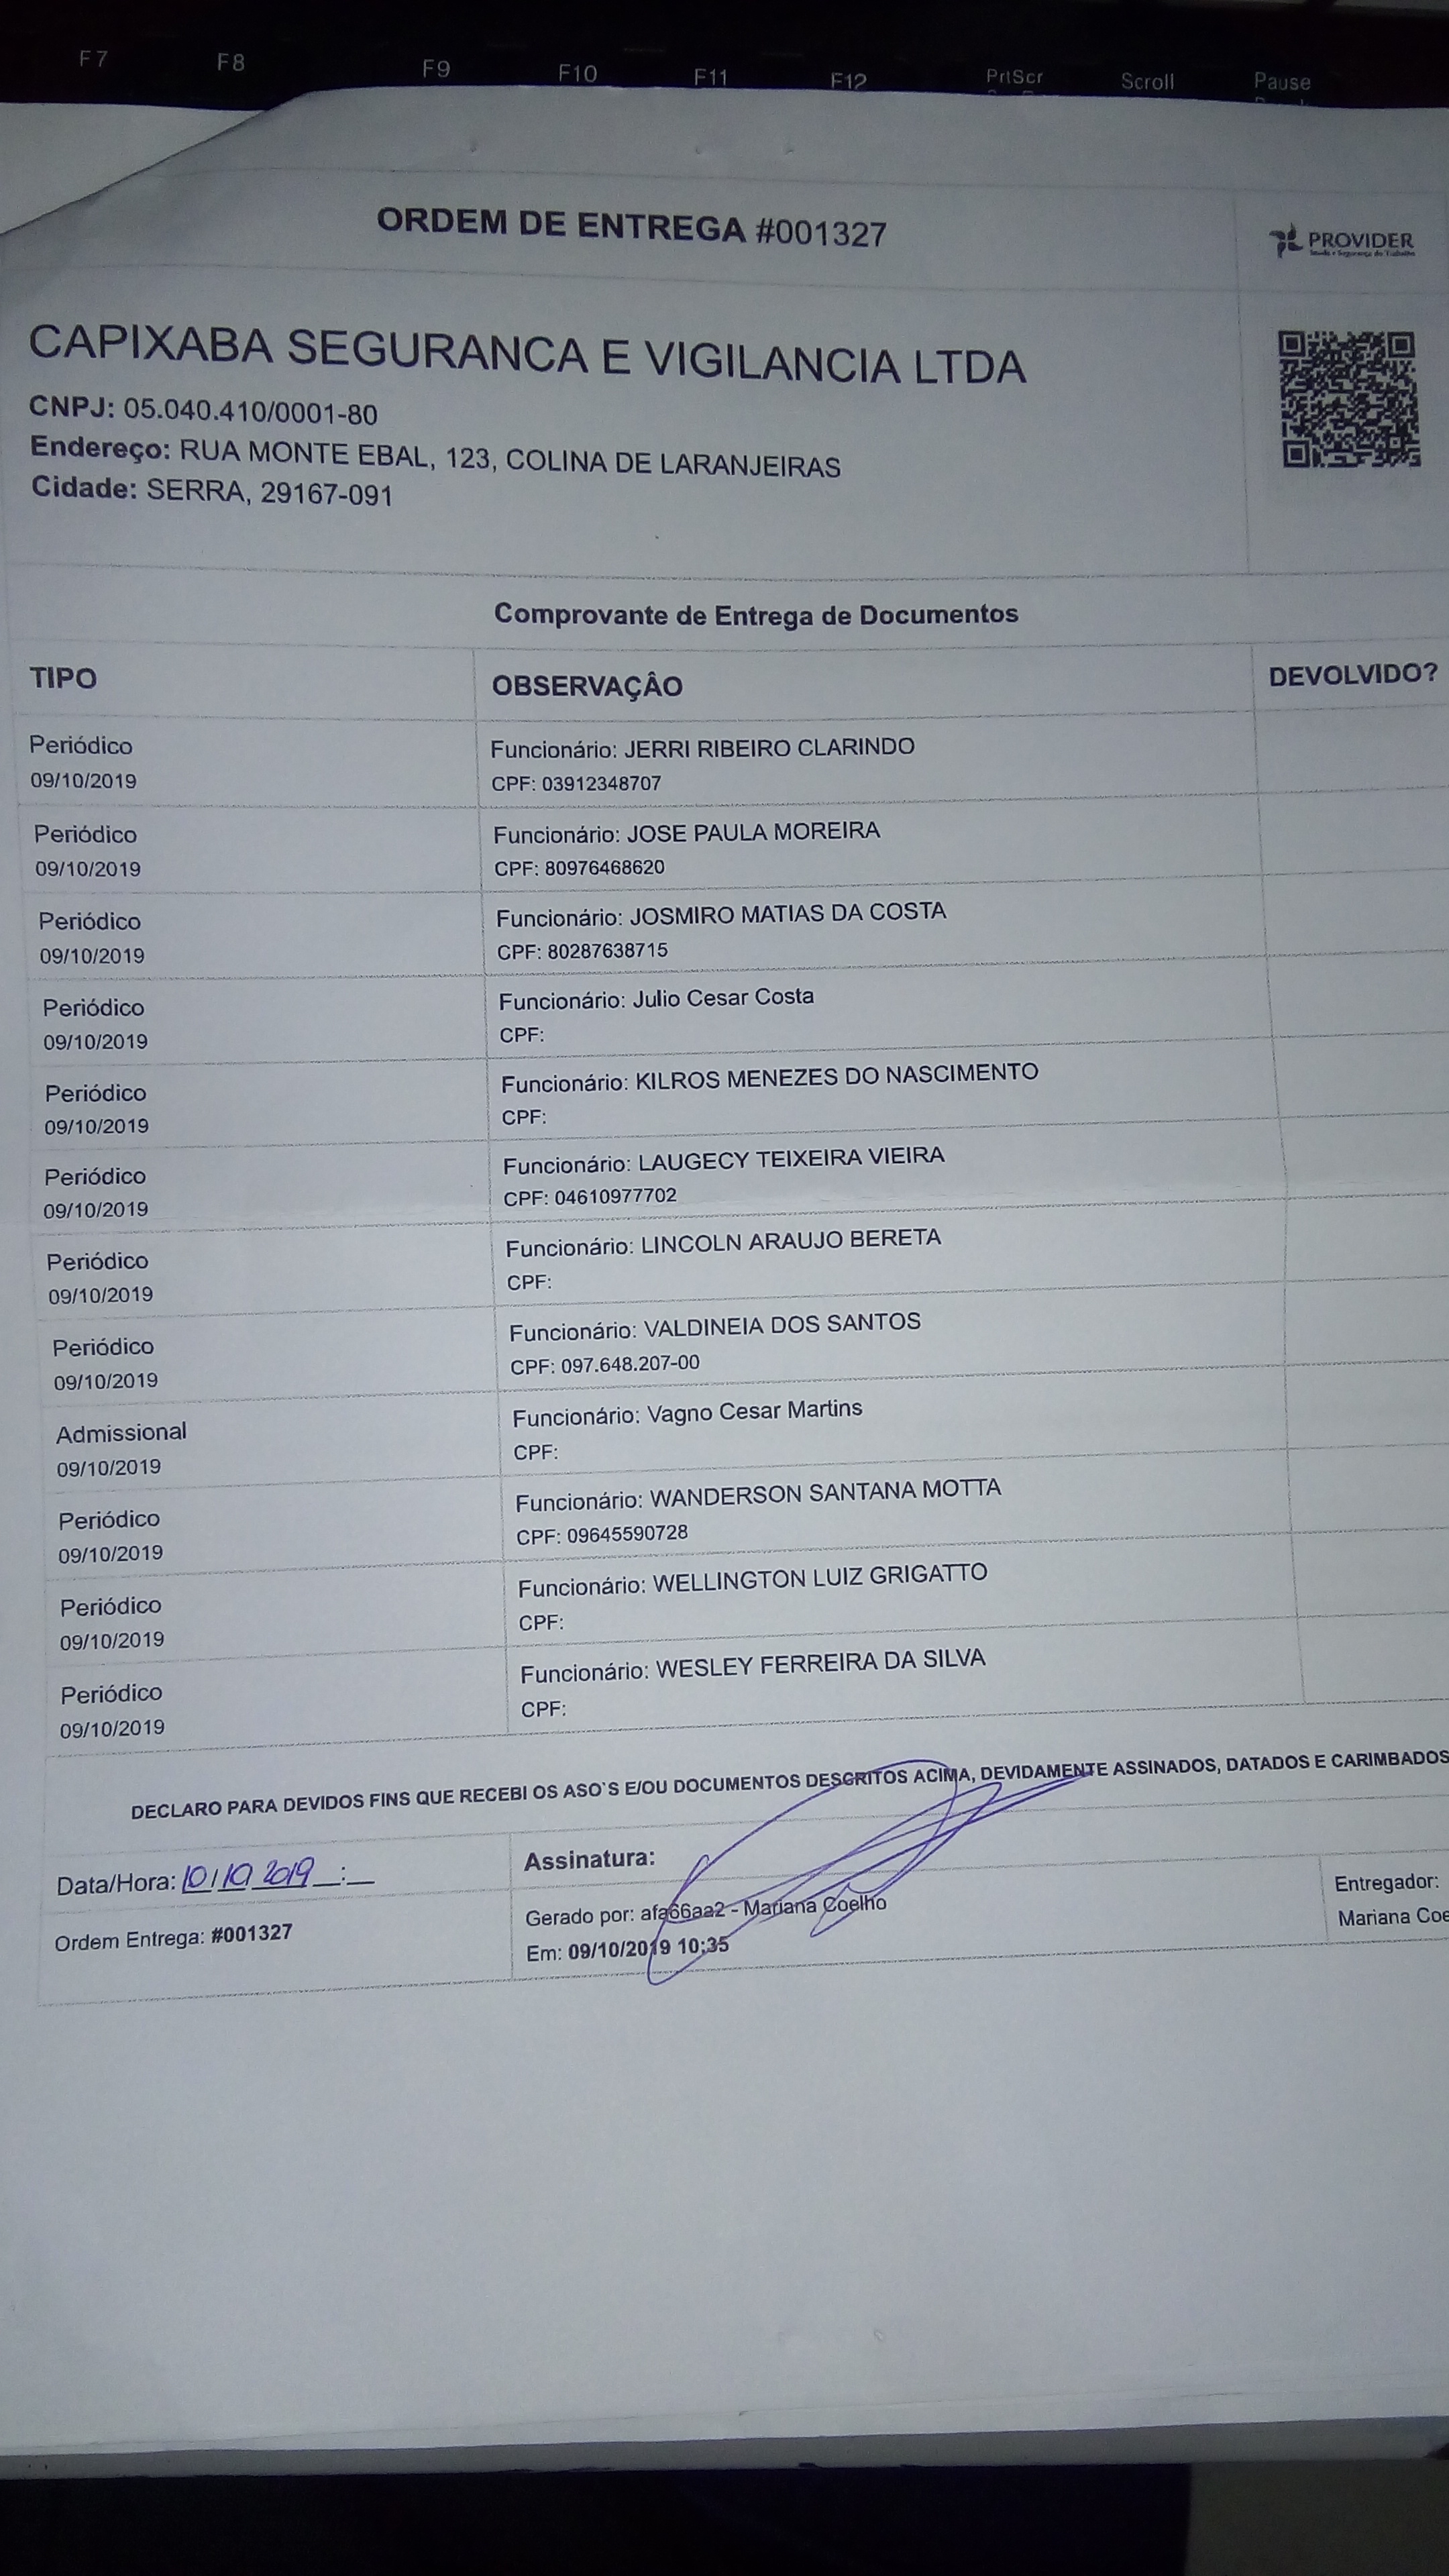 F7 F8 F9 F10 F11 F12 PrtScr Scroll Pause
ORDEM DE ENTREGA #001327
PROVIDER
Saúde e Segurança do Trabalho
CAPIXABA SEGURANCA E VIGILANCIA LTDA
CNPJ: 05.040.410/0001-80
Endereço: RUA MONTE EBAL, 123, COLINA DE LARANJEIRAS
Cidade: SERRA, 29167-091
Comprovante de Entrega de Documentos
TIPO OBSERVAÇÂO DEVOLVIDO?
Periódico Funcionário: JERRI RIBEIRO CLARINDO
09/10/2019 CPF: 03912348707
Periódico Funcionário: JOSE PAULA MOREIRA
09/10/2019 CPF: 80976468620
Periódico Funcionário: JOSMIRO MATIAS DA COSTA
09/10/2019 CPF: 80287638715
Periódico Funcionário: Julio Cesar Costa
09/10/2019 CPF:
Periódico Funcionário: KILROS MENEZES DO NASCIMENTO
09/10/2019 CPF:
Periódico Funcionário: LAUGECY TEIXEIRA VIEIRA
09/10/2019 CPF: 04610977702
Periódico Funcionário: LINCOLN ARAUJO BERETA
09/10/2019 CPF:
Periódico Funcionário: VALDINEIA DOS SANTOS
09/10/2019 CPF: 097.648.207-00
Admissional Funcionário: Vagno Cesar Martins
09/10/2019 CPF:
Periódico Funcionário: WANDERSON SANTANA MOTTA
09/10/2019 CPF: 09645590728
Periódico Funcionário: WELLINGTON LUIZ GRIGATTO
09/10/2019 CPF:
Periódico Funcionário: WESLEY FERREIRA DA SILVA
09/10/2019 CPF:
DECLARO PARA DEVIDOS FINS QUE RECEBI OS ASO`S E/OU DOCUMENTOS DESCRITOS ACIMA, DEVIDAMENTE ASSINADOS, DATADOS E CARIMBADOS
Data/Hora: 10/10 2019 __:__ Assinatura:
Ordem Entrega: #001327
Gerado por: afa66aa2 - Mariana Coelho
Em: 09/10/2019 10:35
Entregador:
Mariana Coe